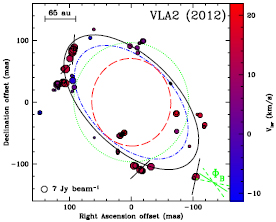 65 au
VLA2 (2012)
20
10
0
−10
V_lsr (km/s)
100
0
−100
Declination offset (mas)
Φ_B
7 Jy beam⁻¹
100
0
−100
Right Ascension offset (mas)